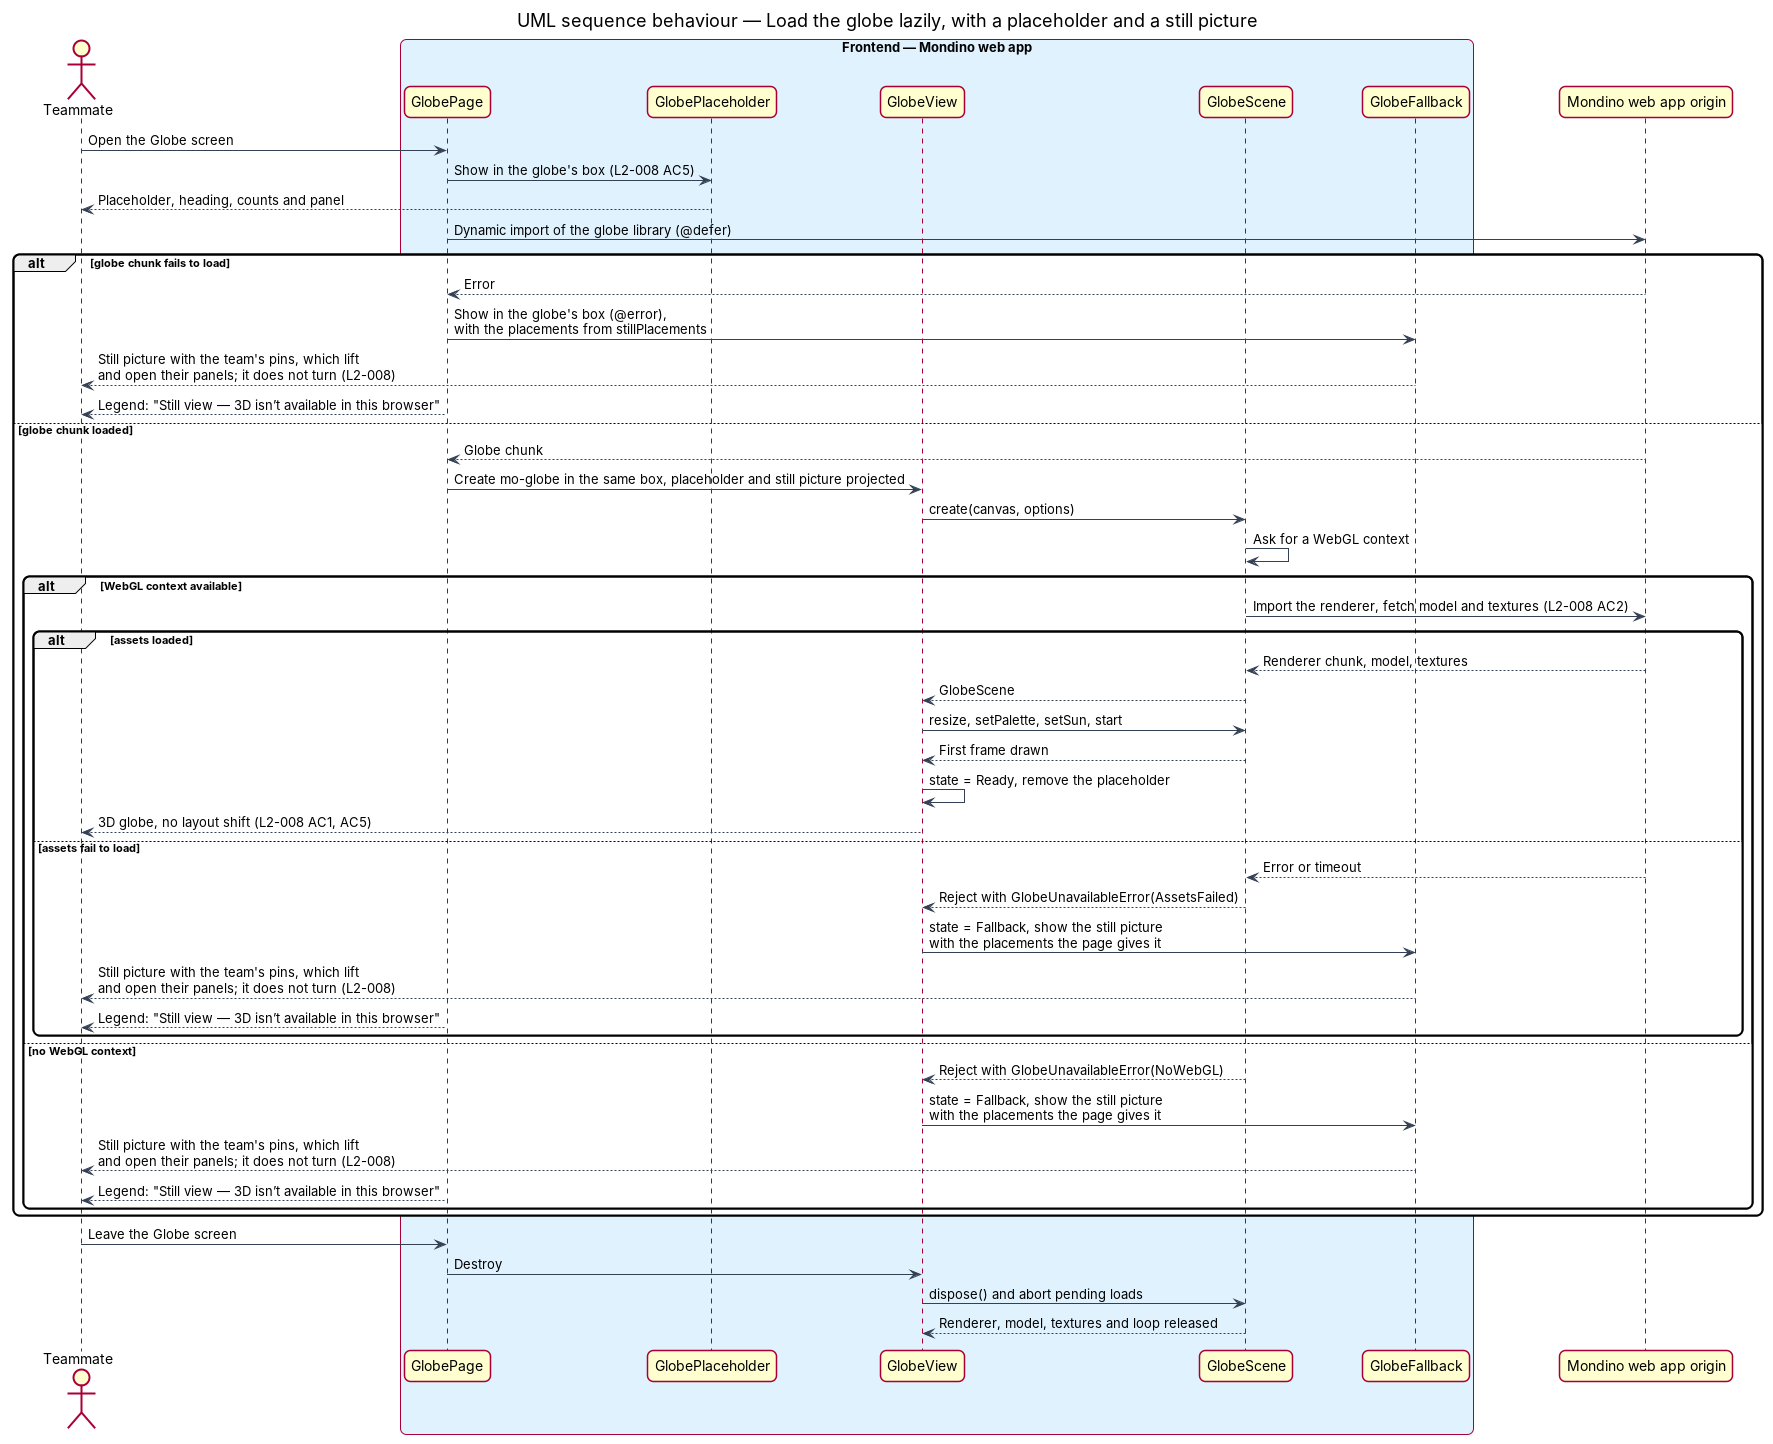 UML sequence behaviour — Load the globe lazily, with a placeholder and a still picture
Frontend — Mondino web app
Teammate
GlobePage
GlobePlaceholder
GlobeView
GlobeScene
GlobeFallback
Mondino web app origin
Open the Globe screen
Show in the globe's box (L2-008 AC5)
Placeholder, heading, counts and panel
Dynamic import of the globe library (@defer)
alt
[globe chunk fails to load]
Error
Show in the globe's box (@error),
with the placements from stillPlacements
Still picture with the team's pins, which lift
and open their panels; it does not turn (L2-008)
Legend: "Still view — 3D isn’t available in this browser"
[globe chunk loaded]
Globe chunk
Create mo-globe in the same box, placeholder and still picture projected
create(canvas, options)
Ask for a WebGL context
alt
[WebGL context available]
Import the renderer, fetch model and textures (L2-008 AC2)
alt
[assets loaded]
Renderer chunk, model, textures
GlobeScene
resize, setPalette, setSun, start
First frame drawn
state = Ready, remove the placeholder
3D globe, no layout shift (L2-008 AC1, AC5)
[assets fail to load]
Error or timeout
Reject with GlobeUnavailableError(AssetsFailed)
state = Fallback, show the still picture
with the placements the page gives it
Still picture with the team's pins, which lift
and open their panels; it does not turn (L2-008)
Legend: "Still view — 3D isn’t available in this browser"
[no WebGL context]
Reject with GlobeUnavailableError(NoWebGL)
state = Fallback, show the still picture
with the placements the page gives it
Still picture with the team's pins, which lift
and open their panels; it does not turn (L2-008)
Legend: "Still view — 3D isn’t available in this browser"
Leave the Globe screen
Destroy
dispose() and abort pending loads
Renderer, model, textures and loop released
Teammate
GlobePage
GlobePlaceholder
GlobeView
GlobeScene
GlobeFallback
Mondino web app origin